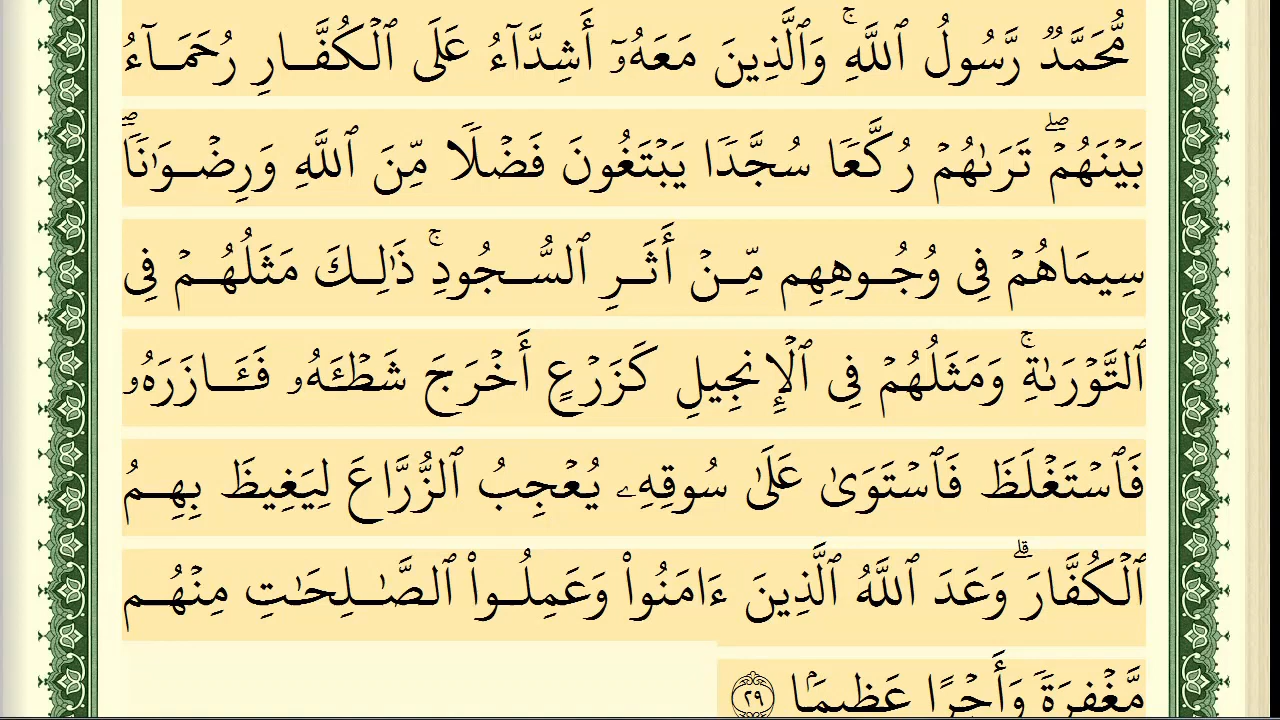 مُّحَمَّدٌ رَّسُولُ ٱللَّهِۚ وَٱلَّذِينَ مَعَهُۥٓ أَشِدَّآءُ عَلَى ٱلۡكُفَّارِ رُحَمَآءُ
بَيۡنَهُمۡۖ تَرَىٰهُمۡ رُكَّعٗا سُجَّدٗا يَبۡتَغُونَ فَضۡلٗا مِّنَ ٱللَّهِ وَرِضۡوَٰنٗاۖ
سِيمَاهُمۡ فِي وُجُوهِهِم مِّنۡ أَثَرِ ٱلسُّجُودِۚ ذَٰلِكَ مَثَلُهُمۡ فِي
ٱلتَّوۡرَىٰةِۚ وَمَثَلُهُمۡ فِي ٱلۡإِنجِيلِ كَزَرۡعٍ أَخۡرَجَ شَطۡـَٔهُۥ فَـَٔازَرَهُۥ
فَٱسۡتَغۡلَظَ فَٱسۡتَوَىٰ عَلَىٰ سُوقِهِۦ يُعۡجِبُ ٱلزُّرَّاعَ لِيَغِيظَ بِهِمُ
ٱلۡكُفَّارَۗ وَعَدَ ٱللَّهُ ٱلَّذِينَ ءَامَنُواْ وَعَمِلُواْ ٱلصَّٰلِحَٰتِ مِنۡهُم
مَّغۡفِرَةٗ وَأَجۡرًا عَظِيمَۢا ٢٩